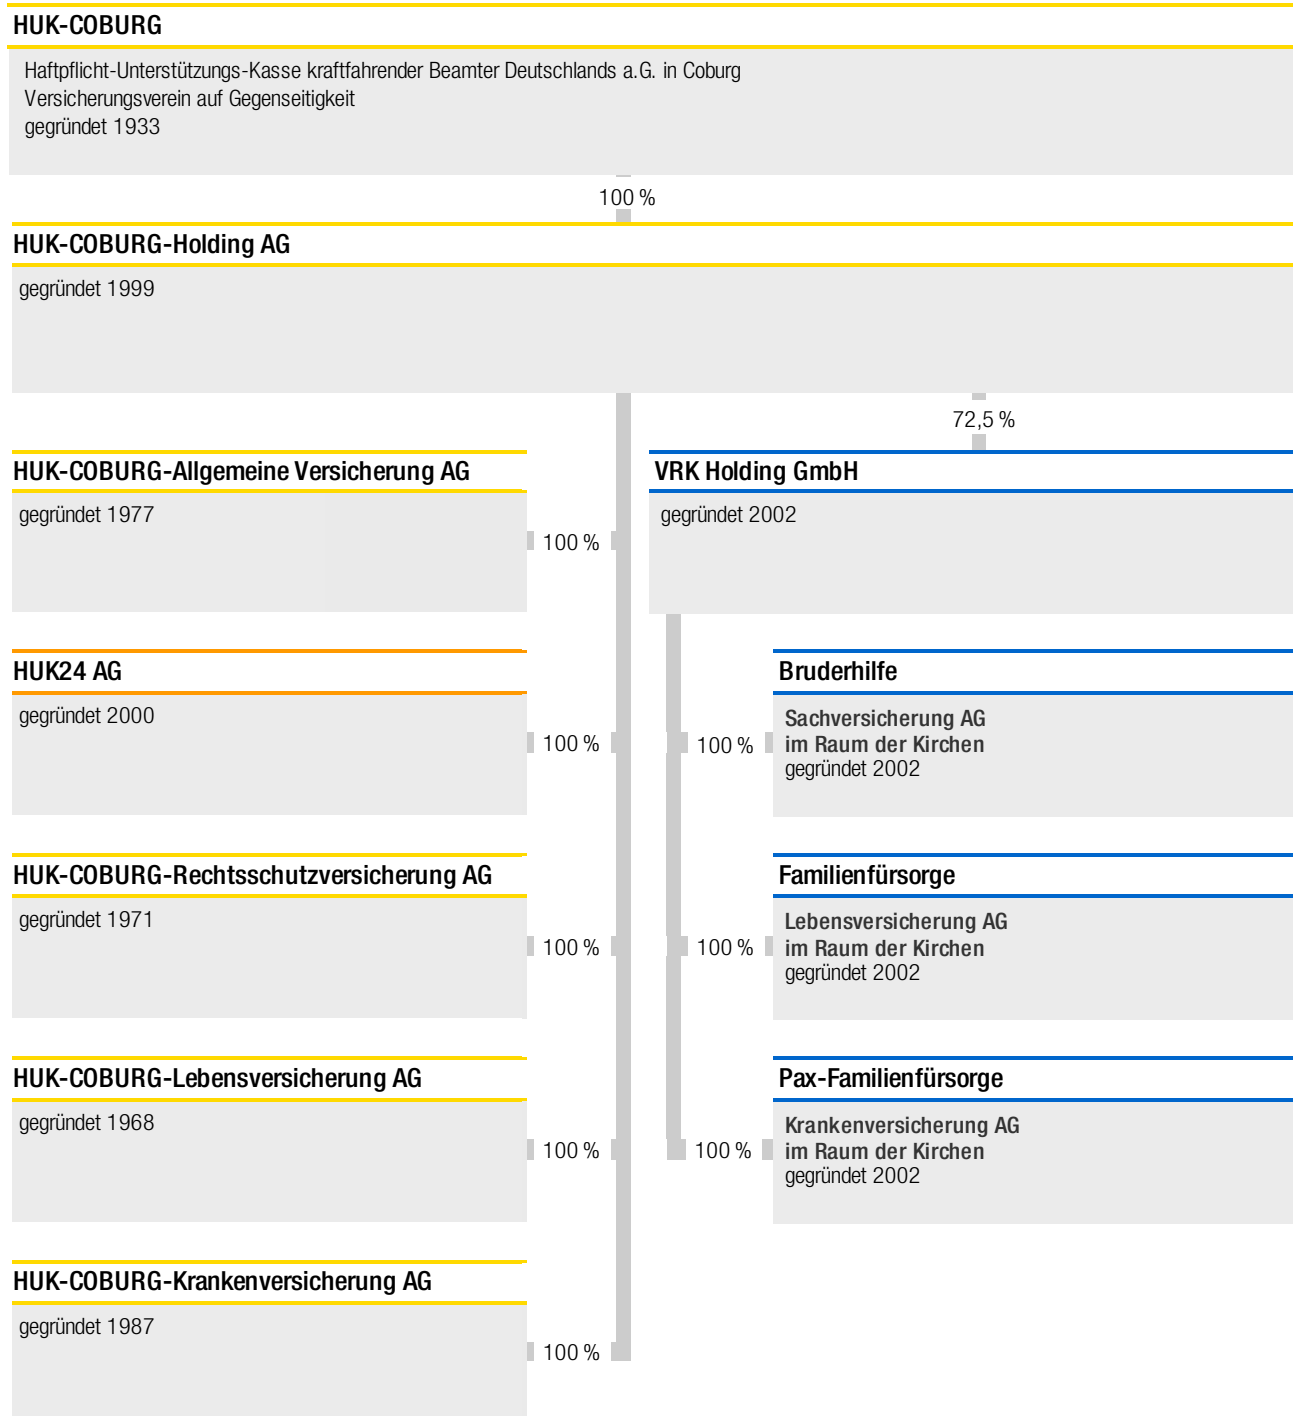 HUK-COBURG
Haftpflicht-Unterstützungs-Kasse kraftfahrender Beamter Deutschlands a.G. in Coburg
Versicherungsverein auf Gegenseitigkeit
gegründet 1933
100 %
HUK-COBURG-Holding AG
gegründet 1999
72,5 %
HUK-COBURG-Allgemeine Versicherung AG
gegründet 1977
100 %
VRK Holding GmbH
gegründet 2002
HUK24 AG
gegründet 2000
100 %
100 %
Bruderhilfe
Sachversicherung AG
im Raum der Kirchen
gegründet 2002
HUK-COBURG-Rechtsschutzversicherung AG
gegründet 1971
100 %
100 %
Familienfürsorge
Lebensversicherung AG
im Raum der Kirchen
gegründet 2002
HUK-COBURG-Lebensversicherung AG
gegründet 1968
100 %
100 %
Pax-Familienfürsorge
Krankenversicherung AG
im Raum der Kirchen
gegründet 2002
HUK-COBURG-Krankenversicherung AG
gegründet 1987
100 %